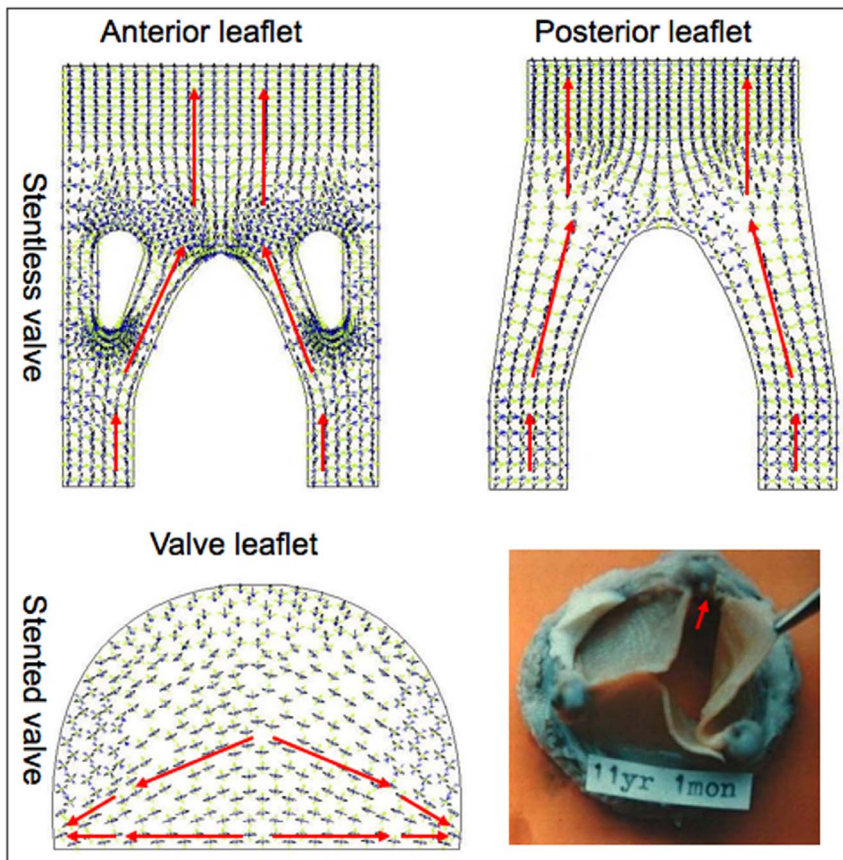 Anterior leaflet
Posterior leaflet
Stentless valve
Valve leaflet
Stented valve
11yr 1mon